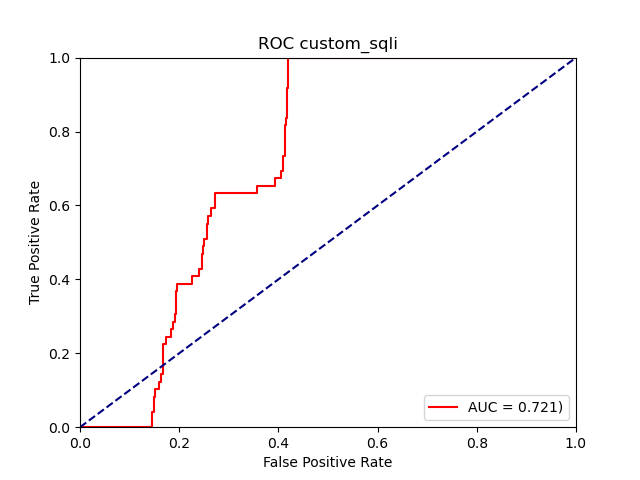 ROC custom_sqli
1.0
0.8
0.6
0.4
0.2
0.0
True Positive Rate
AUC = 0.721)
0.0 0.2 0.4 0.6 0.8 1.0
False Positive Rate